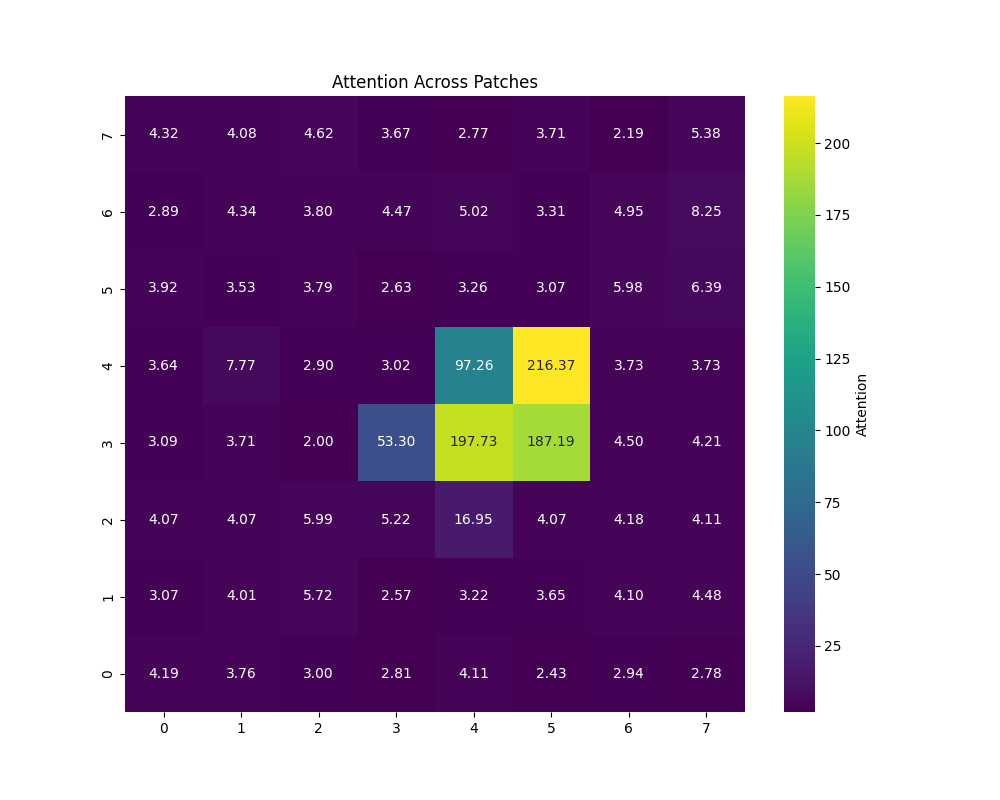 Attention Across Patches
7 4.32 4.08 4.62 3.67 2.77 3.71 2.19 5.38
6 2.89 4.34 3.80 4.47 5.02 3.31 4.95 8.25
5 3.92 3.53 3.79 2.63 3.26 3.07 5.98 6.39
4 3.64 7.77 2.90 3.02 97.26 216.37 3.73 3.73
3 3.09 3.71 2.00 53.30 197.73 187.19 4.50 4.21
2 4.07 4.07 5.99 5.22 16.95 4.07 4.18 4.11
1 3.07 4.01 5.72 2.57 3.22 3.65 4.10 4.48
0 4.19 3.76 3.00 2.81 4.11 2.43 2.94 2.78
0 1 2 3 4 5 6 7
200
175
150
125
100
75
50
25
Attention